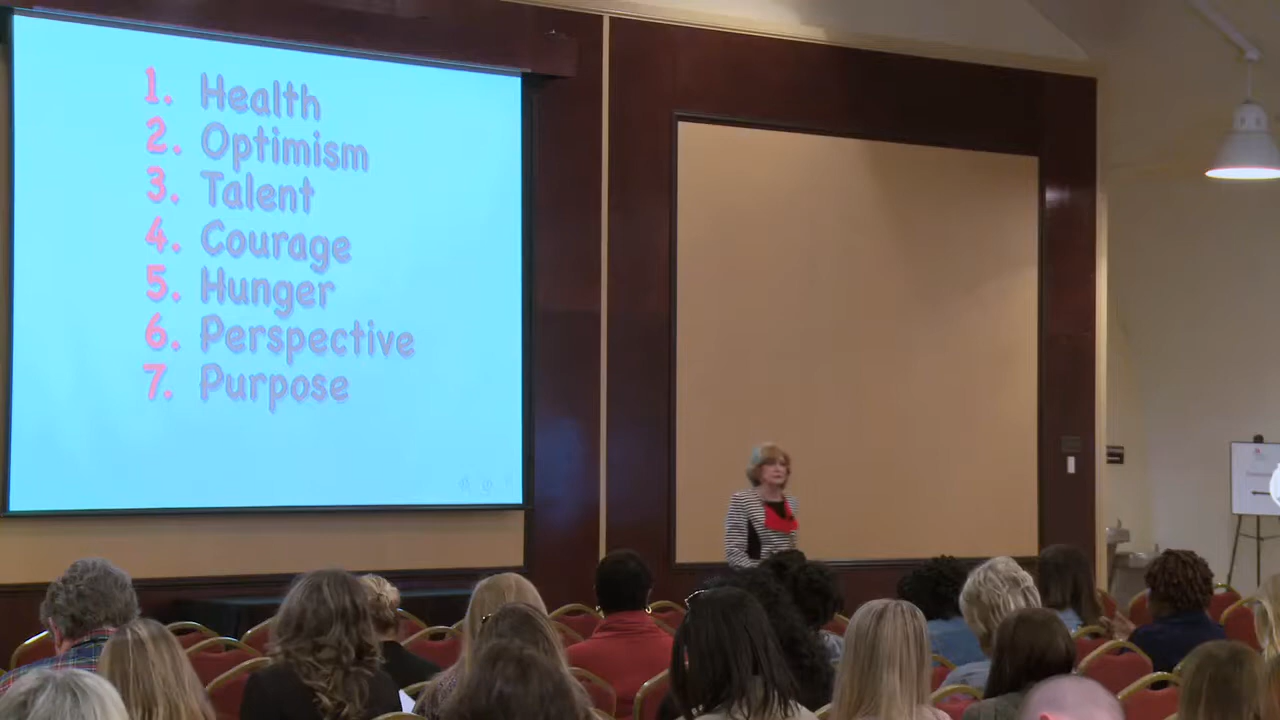 1. Health
2. Optimism
3. Talent
4. Courage
5. Hunger
6. Perspective
7. Purpose